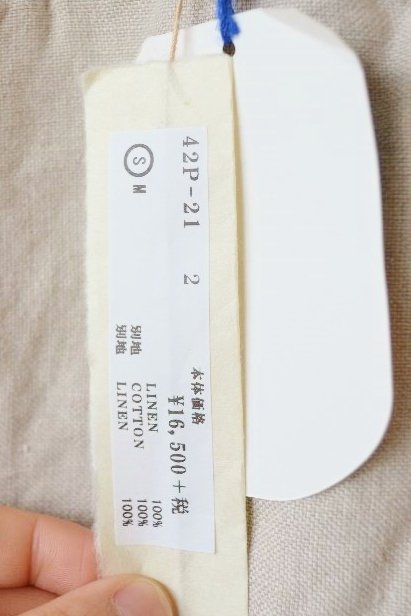 42P-21 2
Ⓢ M
本体価格
¥16,500+税
LINEN 100%
別地 COTTON 100%
別地 LINEN 100%